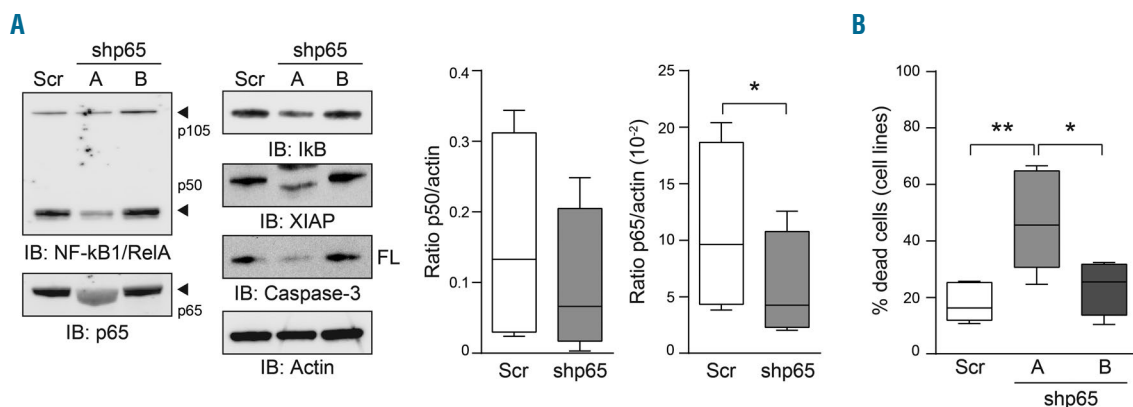 A
shp65
Scr A B
p105
p50
IB: NF-kB1/RelA
p65
IB: p65
shp65
Scr A B
IB: IkB
IB: XIAP
FL
IB: Caspase-3
IB: Actin
Ratio p50/actin
0.4
0.3
0.2
0.1
0
Scr shp65
Ratio p65/actin (10-2)
25
20
15
10
5
0
*
Scr shp65
B
% dead cells (cell lines)
100
80
60
40
20
0
** *
Scr A B
shp65